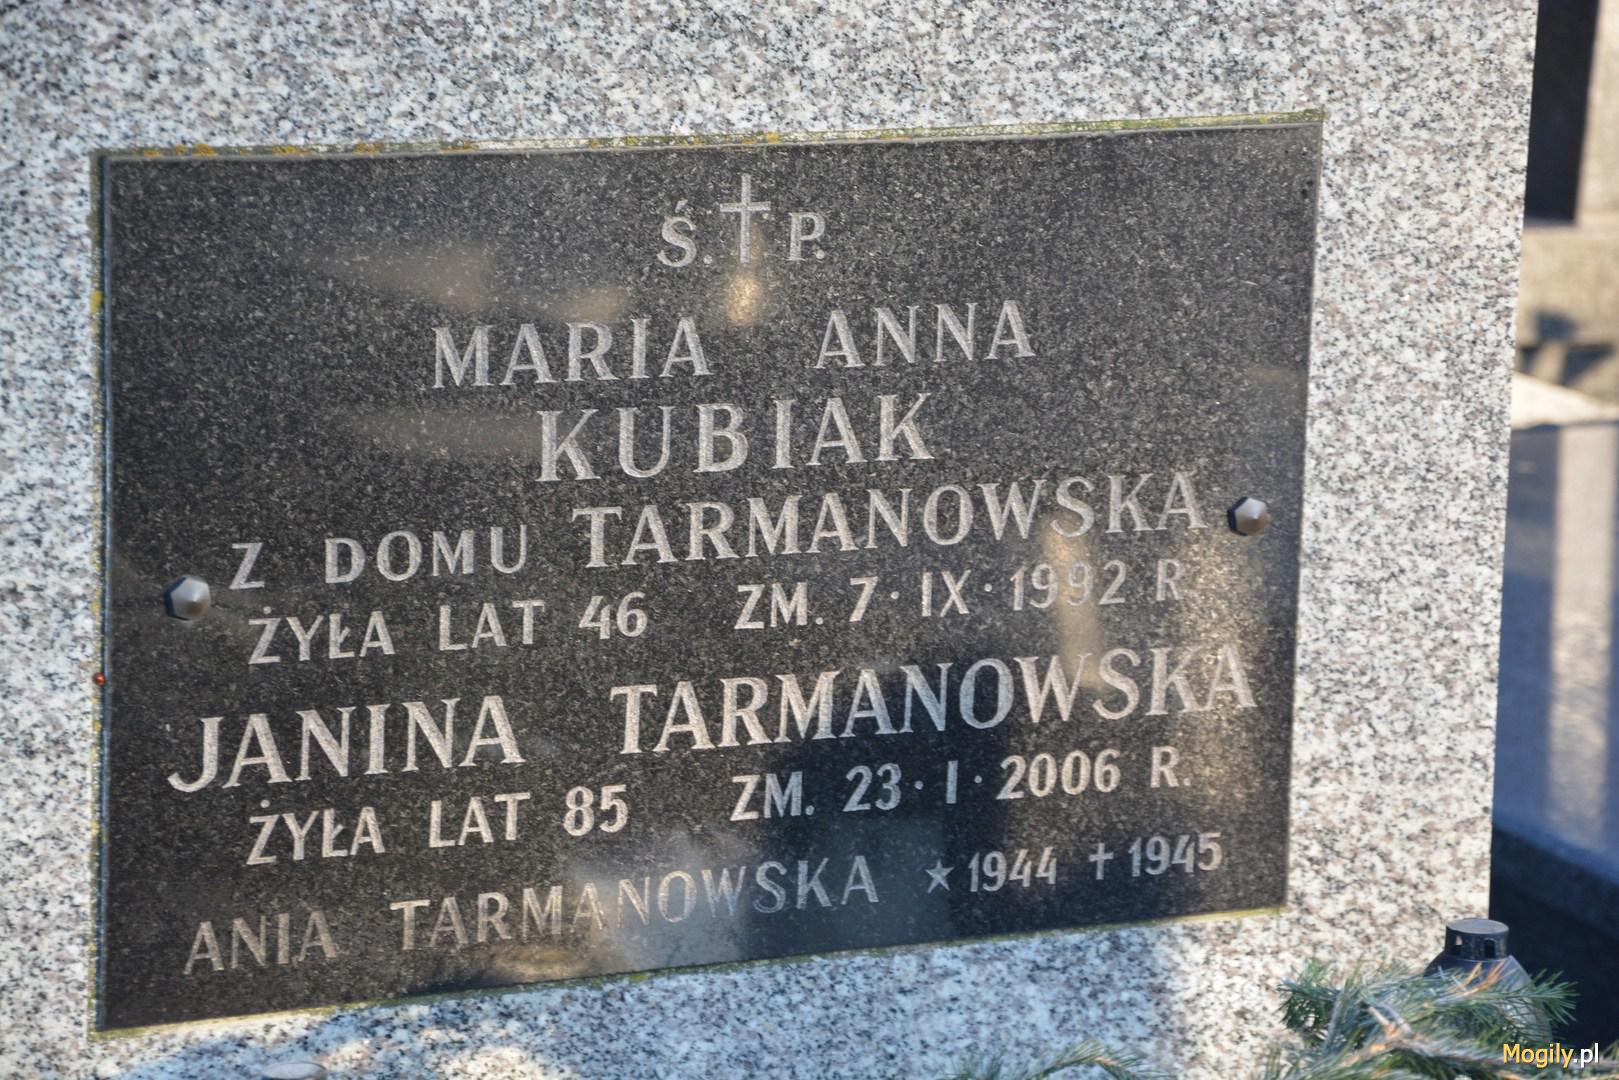 Ś. † P.
MARIA ANNA
KUBIAK
Z DOMU TARMANOWSKA
ŻYŁA LAT 46 ZM. 7·IX·1992 R
JANINA TARMANOWSKA
ŻYŁA LAT 85 ZM. 23·I·2006 R.
ANIA TARMANOWSKA ★1944 †1945
Mogily.pl